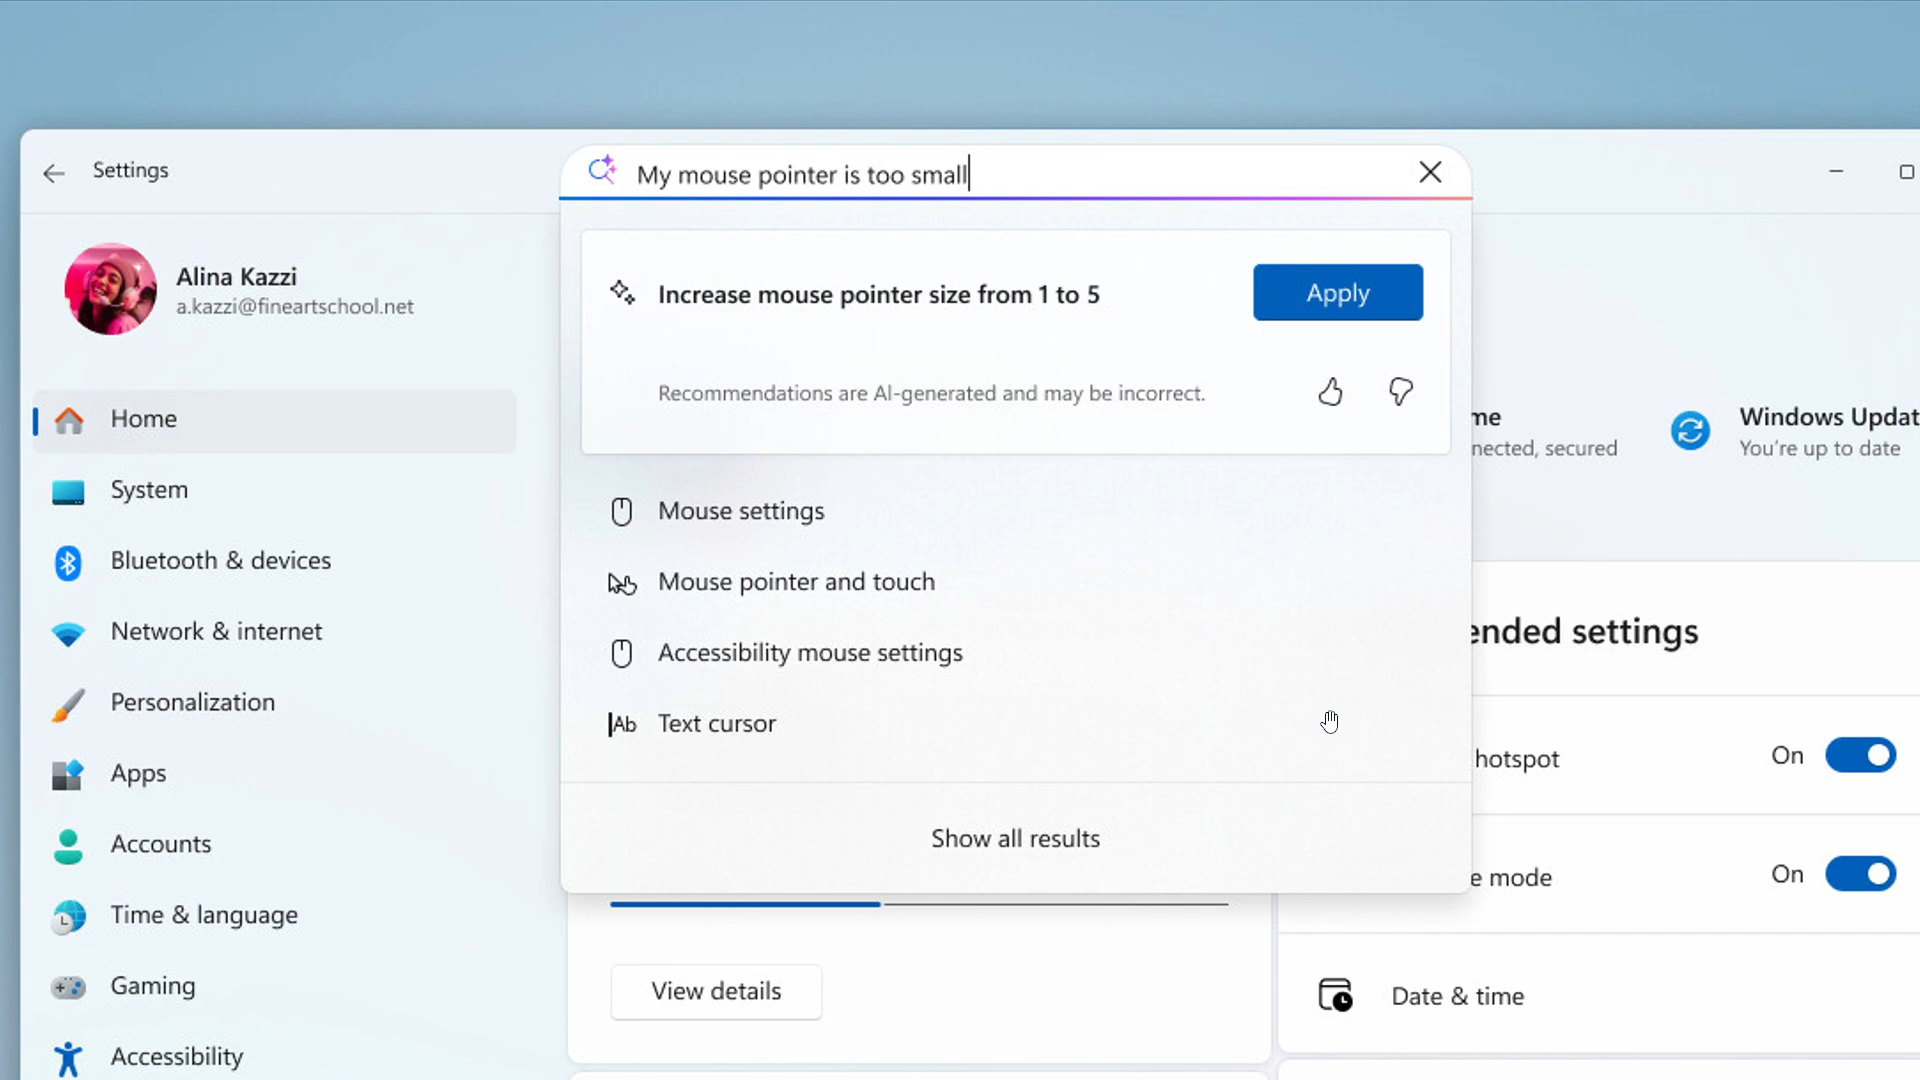 Settings
My mouse pointer is too small
Alina Kazzi
a.kazzi@fineartschool.net
Home
System
Bluetooth & devices
Network & internet
Personalization
Apps
Accounts
Time & language
Gaming
Accessibility
Increase mouse pointer size from 1 to 5
Apply
Recommendations are AI-generated and may be incorrect.
Mouse settings
Mouse pointer and touch
Accessibility mouse settings
Ab
Text cursor
Show all results
View details
me
nected, secured
Windows Updat
You're up to date
ended settings
hotspot
On
e mode
On
Date & time